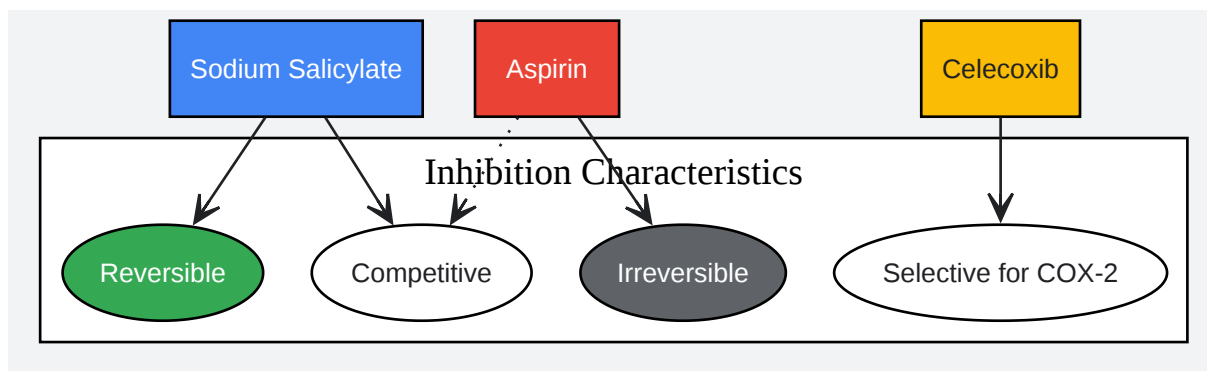 Sodium Salicylate
Aspirin
Celecoxib
Inhibition Characteristics
Reversible
Competitive
Irreversible
Selective for COX-2